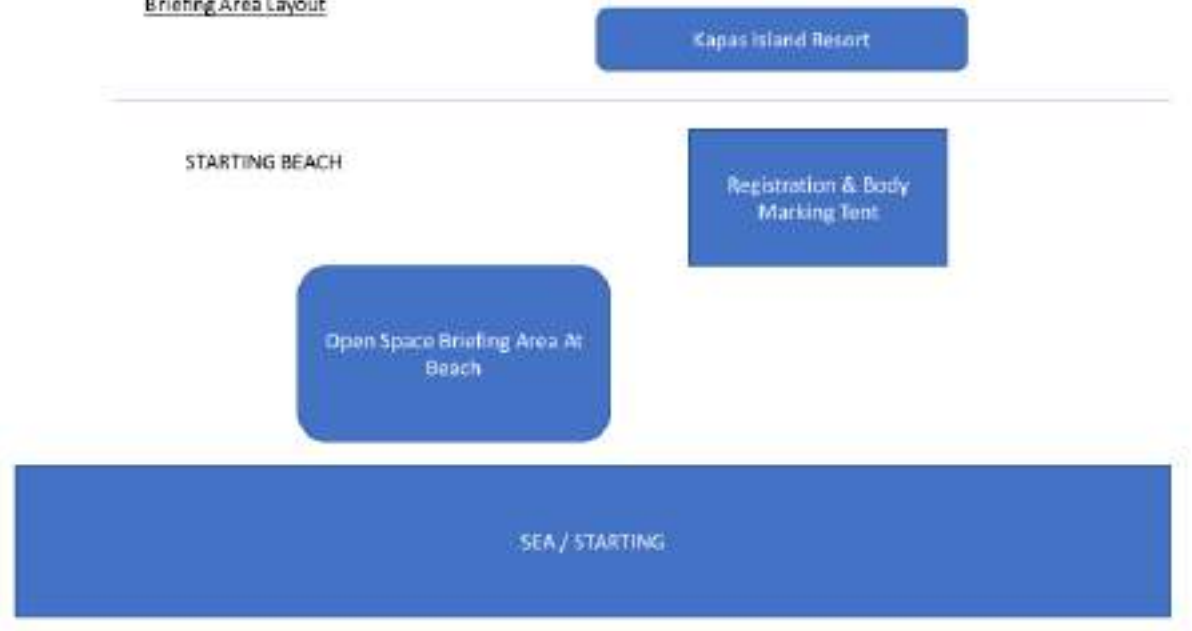 Briefing Area Layout
Kapas Island Resort
STARTING BEACH
Registration & Body
Marking Tent
Open Space Briefing Area At
Beach
SEA / STARTING